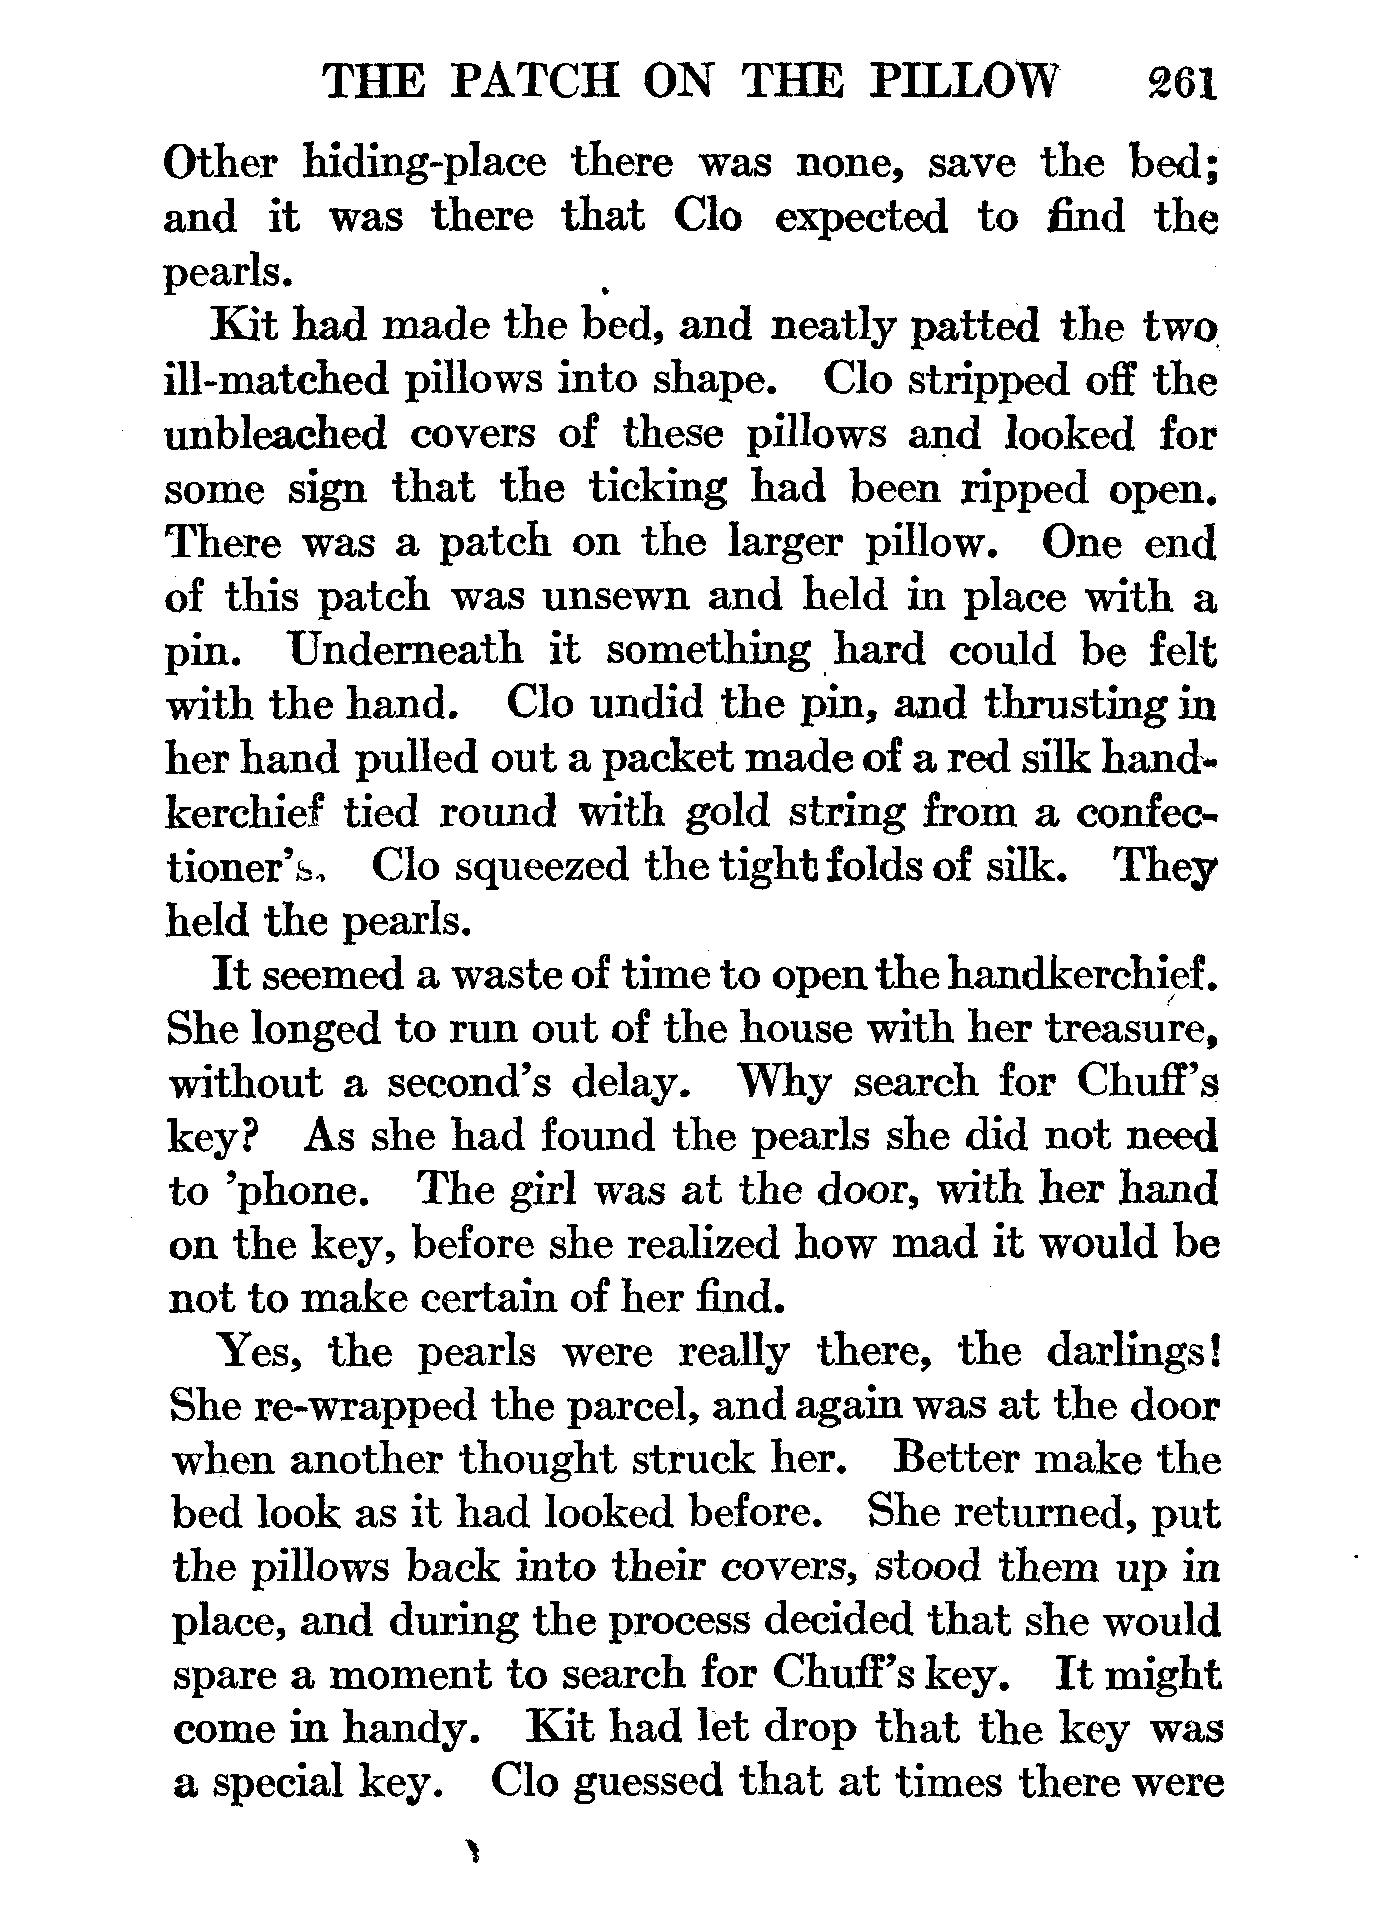 THE PATCH ON THE PILLOW 261
Other hiding-place there was none, save the bed;
and it was there that Clo expected to find the
pearls.
Kit had made the bed, and neatly patted the two
ill-matched pillows into shape. Clo stripped off the
unbleached covers of these pillows and looked for
some sign that the ticking had been ripped open.
There was a patch on the larger pillow. One end
of this patch was unsewn and held in place with a
pin. Underneath it something hard could be felt
with the hand. Clo undid the pin, and thrusting in
her hand pulled out a packet made of a red silk hand-
kerchief tied round with gold string from a confec-
tioner's. Clo squeezed the tight folds of silk. They
held the pearls.
It seemed a waste of time to open the handkerchief.
She longed to run out of the house with her treasure,
without a second's delay. Why search for Chuff's
key? As she had found the pearls she did not need
to 'phone. The girl was at the door, with her hand
on the key, before she realized how mad it would be
not to make certain of her find.
Yes, the pearls were really there, the darlings!
She re-wrapped the parcel, and again was at the door
when another thought struck her. Better make the
bed look as it had looked before. She returned, put
the pillows back into their covers, stood them up in
place, and during the process decided that she would
spare a moment to search for Chuff's key. It might
come in handy. Kit had let drop that the key was
a special key. Clo guessed that at times there were